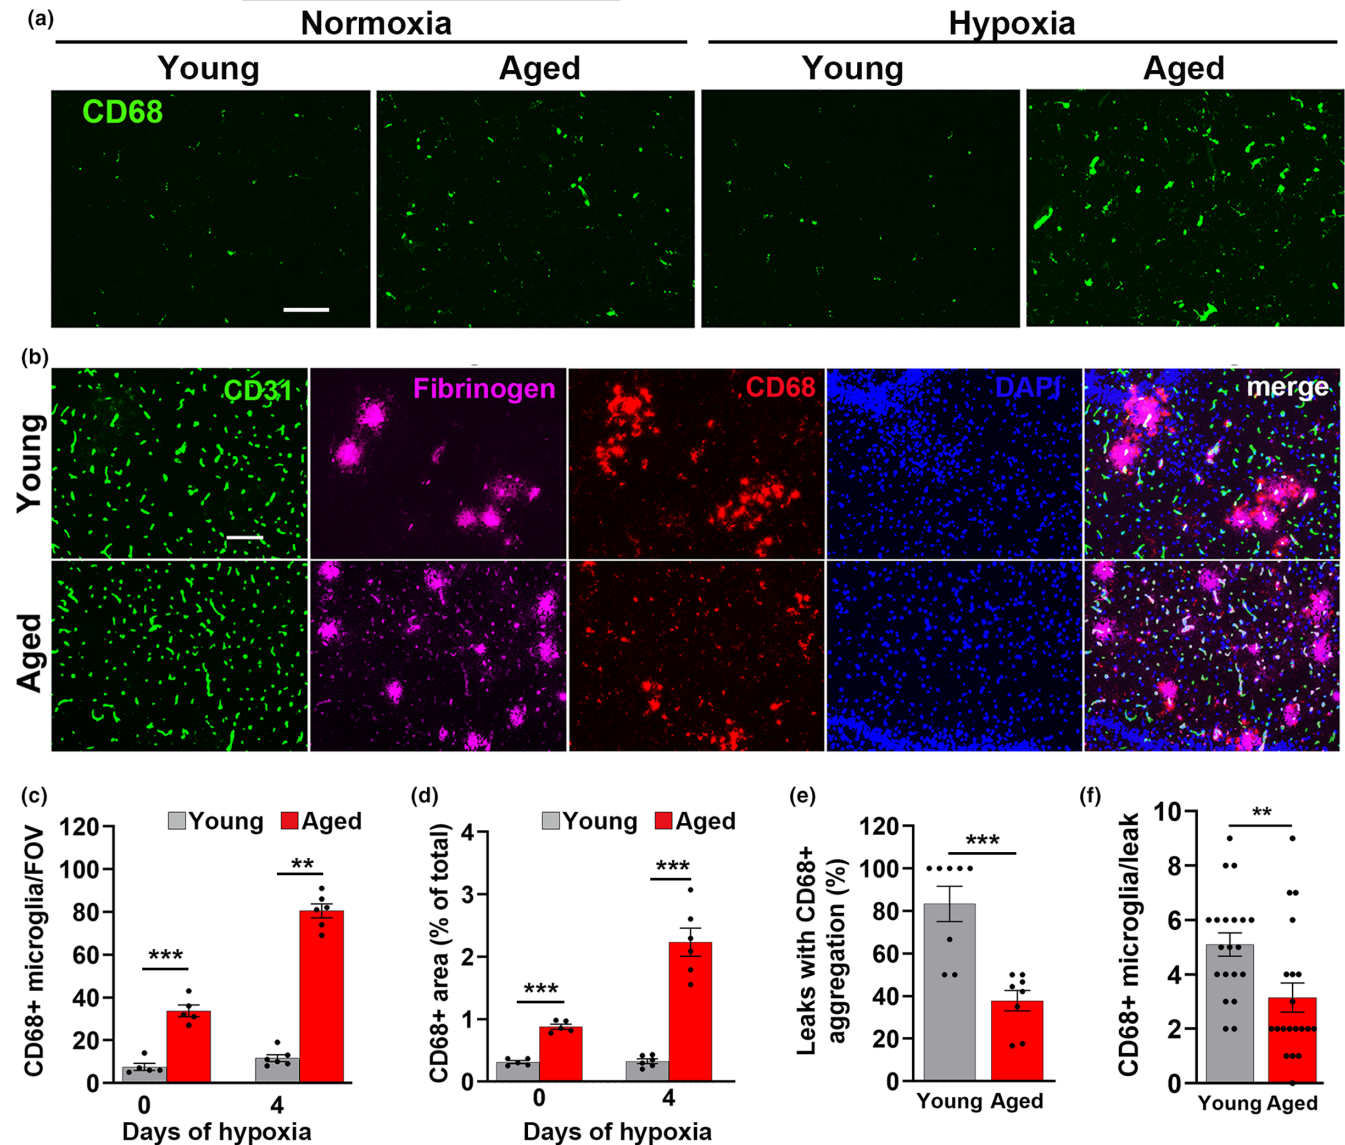 (a)
Normoxia
Hypoxia
Young
Aged
Young
Aged
CD68
(b)
Young
CD31
Fibrinogen
CD68
DAPI
merge
Aged
(c)
Young
Aged
CD68+ microglia/FOV
120
100
80
60
40
20
0
***
**
0
4
Days of hypoxia
(d)
Young
Aged
CD68+ area (% of total)
4
3
2
1
0
***
***
0
4
Days of hypoxia
(e)
Leaks with CD68+
aggregation (%)
120
100
80
60
40
20
0
***
Young
Aged
(f)
CD68+ microglia/leak
10
8
6
4
2
0
**
Young
Aged